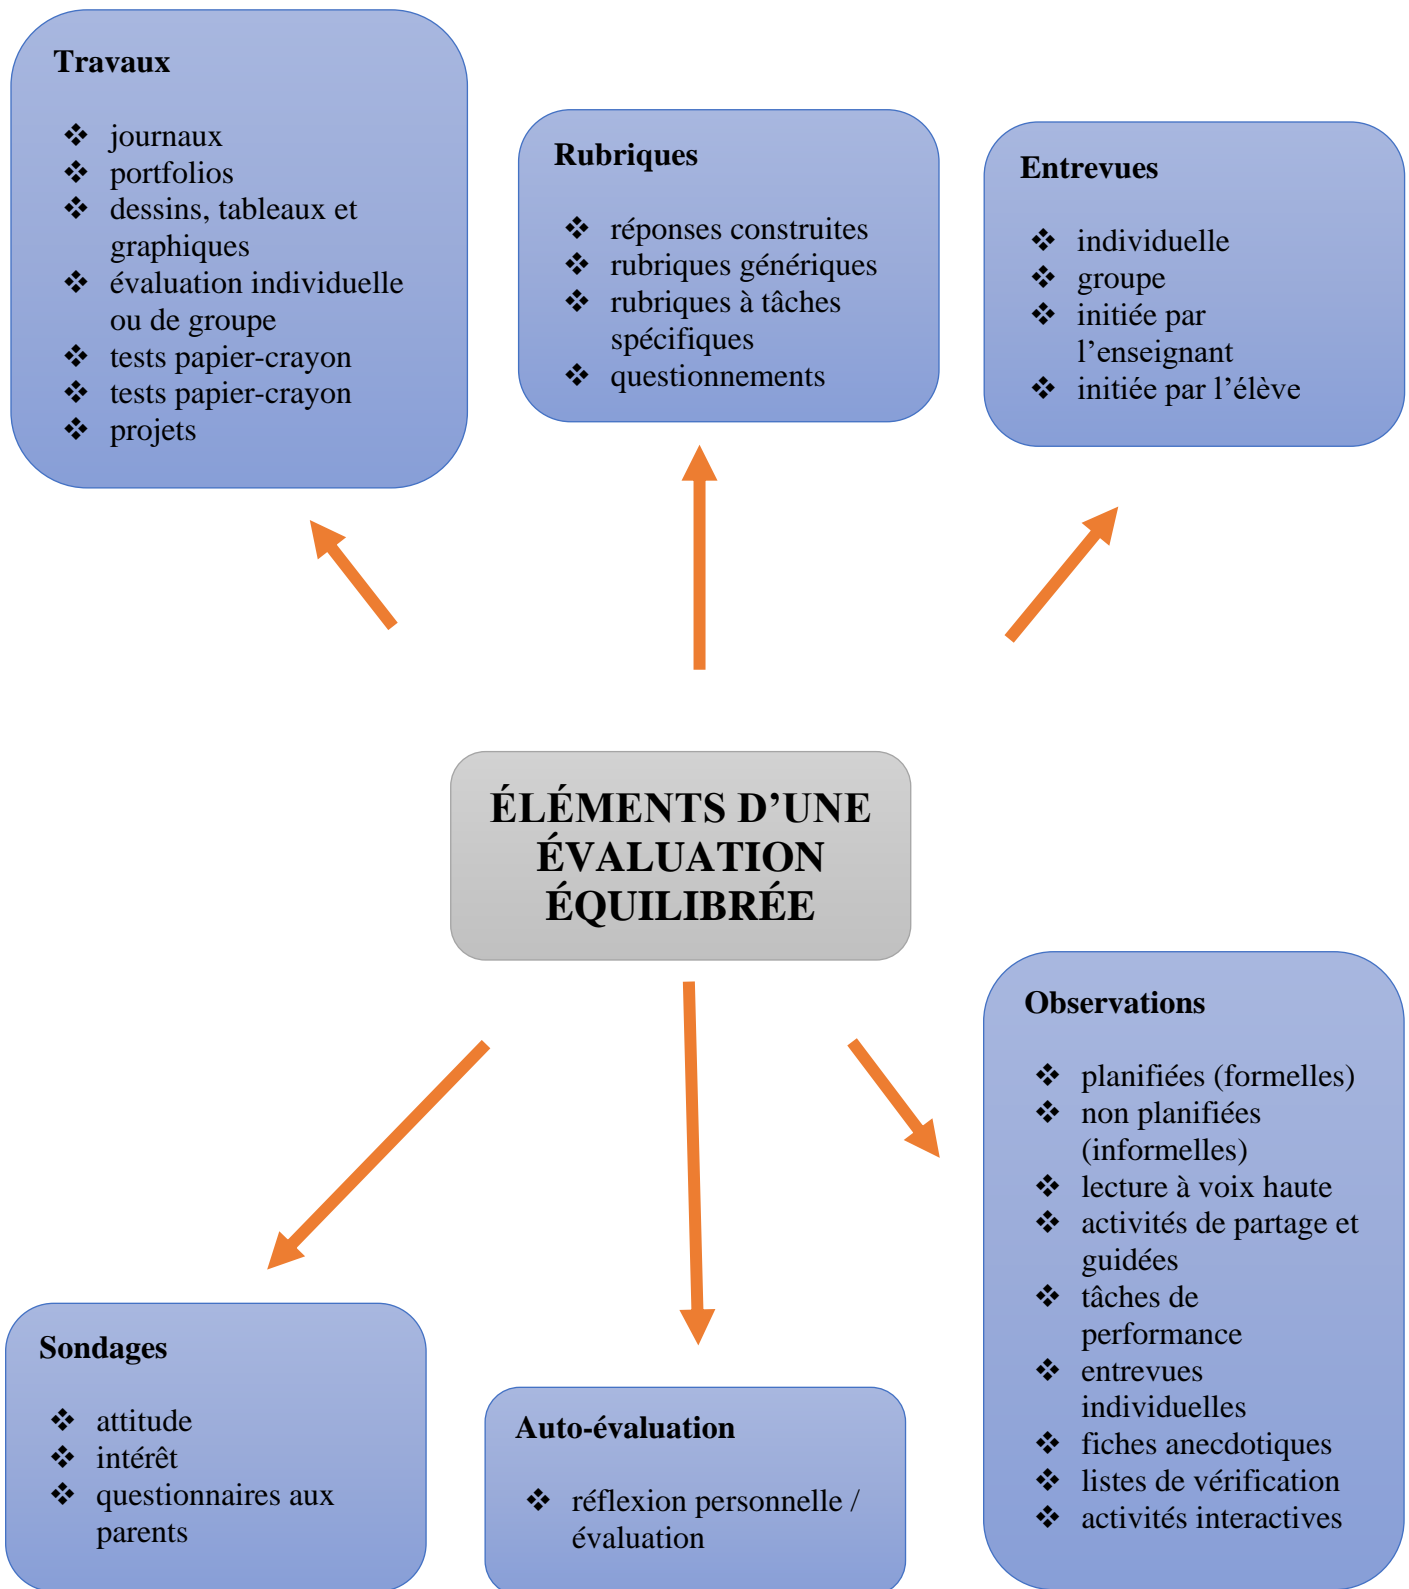 Travaux
❖ journaux
❖ portfolios
❖ dessins, tableaux et
graphiques
❖ évaluation individuelle
ou de groupe
❖ tests papier-crayon
❖ tests papier-crayon
❖ projets
Rubriques
❖ réponses construites
❖ rubriques génériques
❖ rubriques à tâches
spécifiques
❖ questionnements
Entrevues
❖ individuelle
❖ groupe
❖ initiée par
l’enseignant
❖ initiée par l’élève
ÉLÉMENTS D’UNE
ÉVALUATION
ÉQUILIBRÉE
Sondages
❖ attitude
❖ intérêt
❖ questionnaires aux
parents
Auto-évaluation
❖ réflexion personnelle /
évaluation
Observations
❖ planifiées (formelles)
❖ non planifiées
(informelles)
❖ lecture à voix haute
❖ activités de partage et
guidées
❖ tâches de
performance
❖ entrevues
individuelles
❖ fiches anecdotiques
❖ listes de vérification
❖ activités interactives